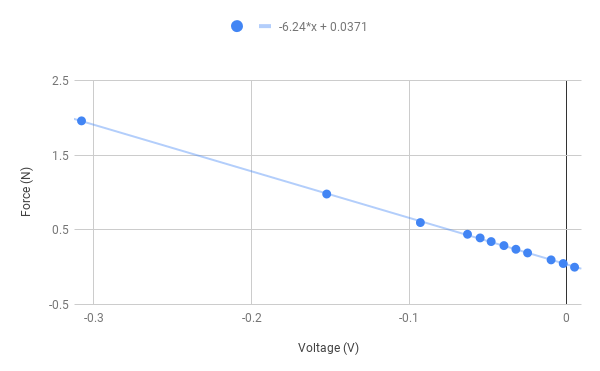 -6.24*x + 0.0371
2.5
1.5
0.5
-0.5
Force (N)
-0.3 -0.2 -0.1 0
Voltage (V)